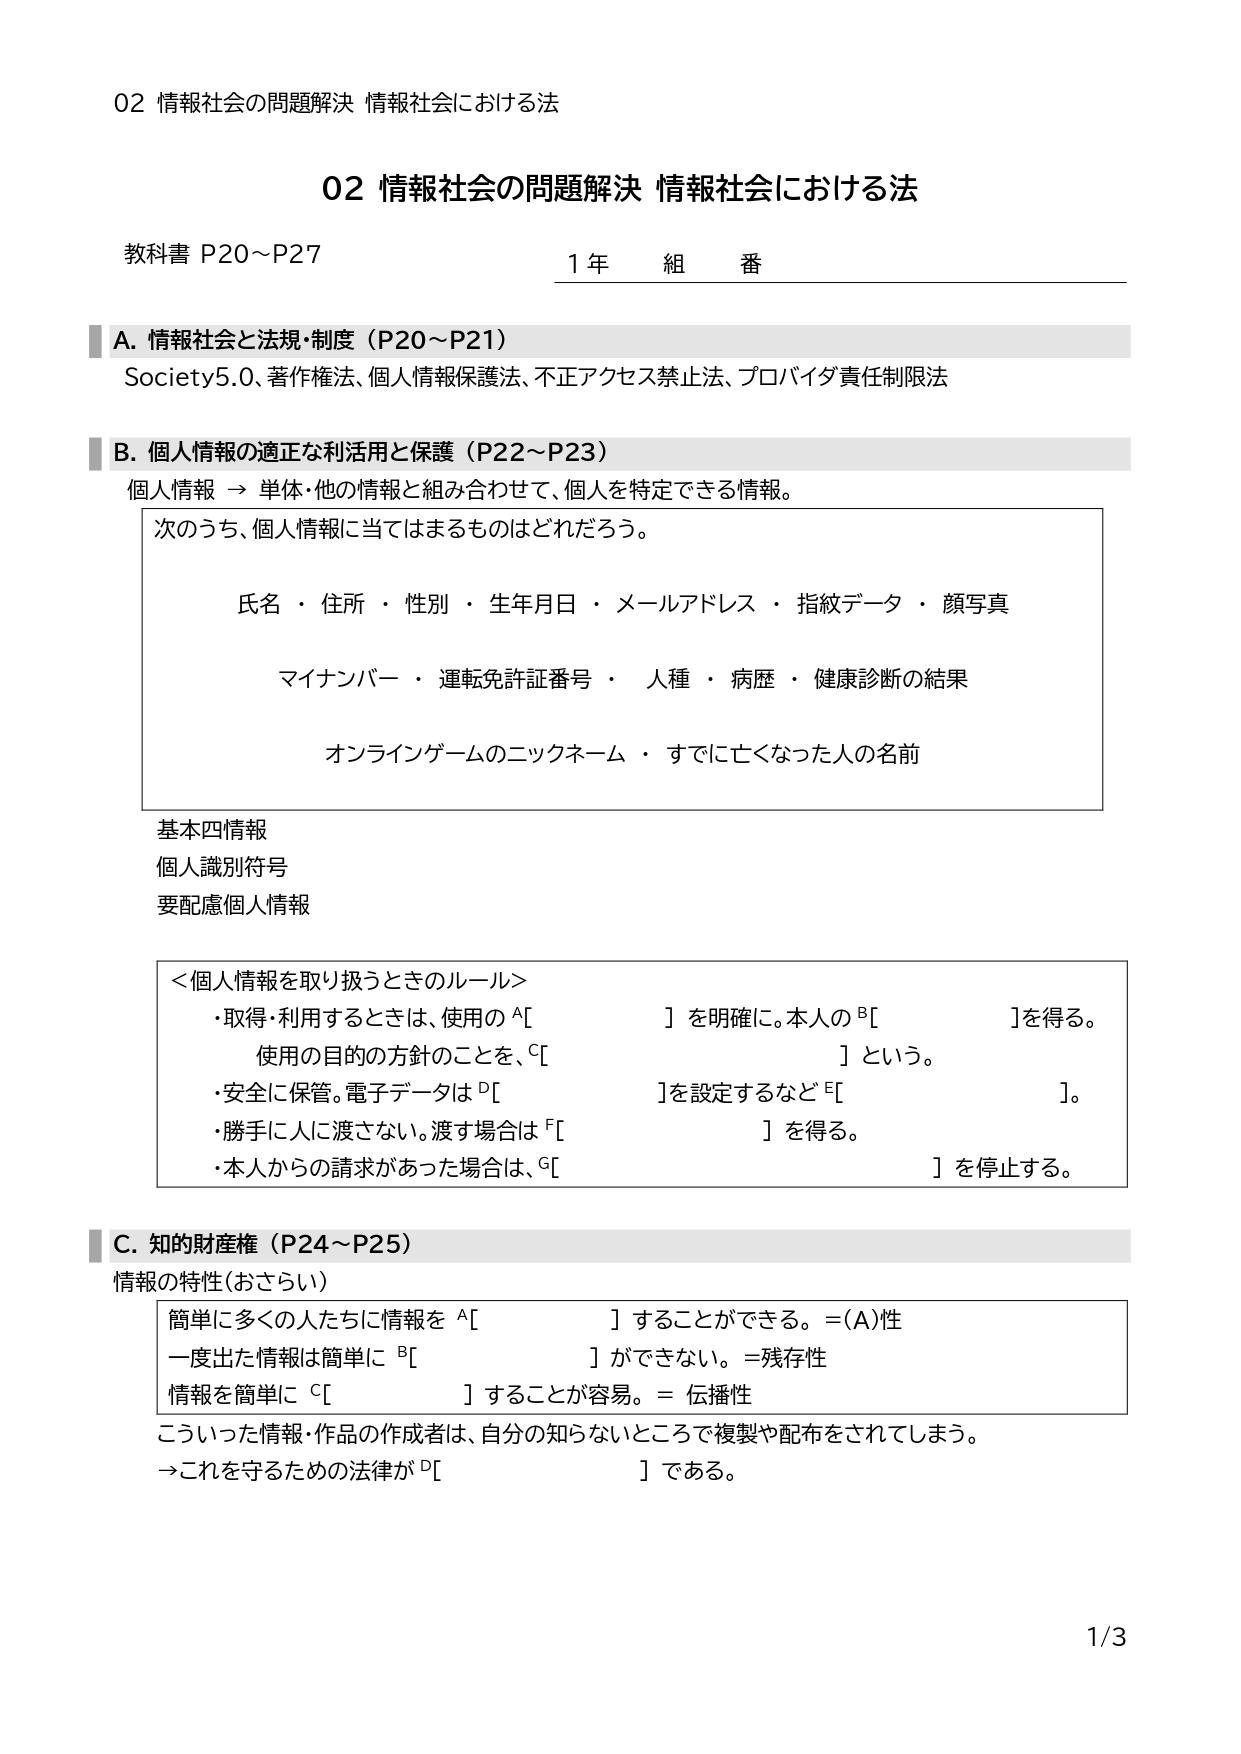 02 情報社会の問題解決 情報社会における法
02 情報社会の問題解決 情報社会における法
教科書 P20～P27
1年　組　番
A. 情報社会と法規・制度（P20～P21）
Society5.0、著作権法、個人情報保護法、不正アクセス禁止法、プロバイダ責任制限法
B. 個人情報の適正な利活用と保護（P22～P23）
個人情報 → 単体・他の情報と組み合わせて、個人を特定できる情報。
次のうち、個人情報に当てはまるものはどれだろう。
氏名 ・ 住所 ・ 性別 ・ 生年月日 ・ メールアドレス ・ 指紋データ ・ 顔写真
マイナンバー ・ 運転免許証番号 ・　人種 ・ 病歴 ・ 健康診断の結果
オンラインゲームのニックネーム ・ すでに亡くなった人の名前
基本四情報
個人識別符号
要配慮個人情報
＜個人情報を取り扱うときのルール＞
・取得・利用するときは、使用の A[　　　　　] を明確に。本人の B[　　　　　]を得る。
使用の目的の方針のことを、C[　　　　　] という。
・安全に保管。電子データは D[　　　　　]を設定するなど E[　　　　　]。
・勝手に人に渡さない。渡す場合は F[　　　　　] を得る。
・本人からの請求があった場合は、G[　　　　　] を停止する。
C. 知的財産権（P24～P25）
情報の特性（おさらい）
簡単に多くの人たちに情報を A[　　　　　] することができる。＝(A)性
一度出た情報は簡単に B[　　　　　] ができない。＝残存性
情報を簡単に C[　　　　　] することが容易。＝ 伝播性
こういった情報・作品の作成者は、自分の知らないところで複製や配布をされてしまう。
→これを守るための法律が D[　　　　　] である。
1/3